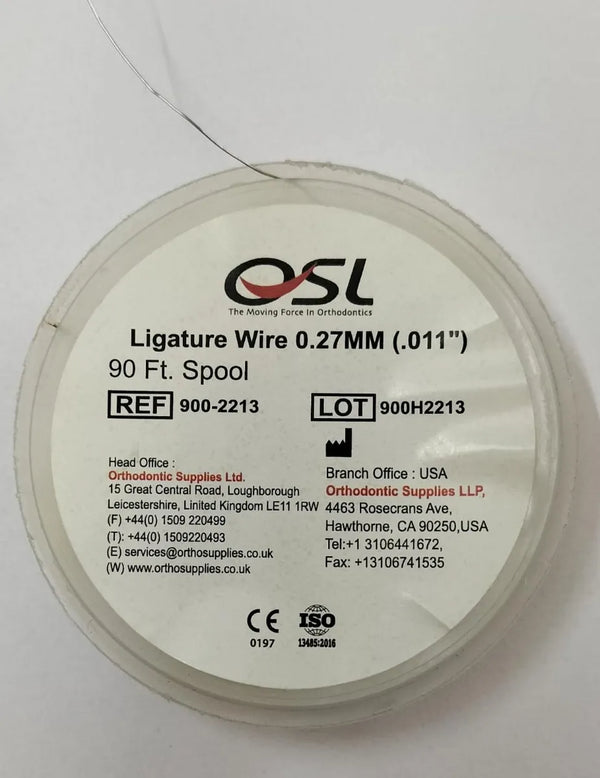 OSL
The Moving Force In Orthodontics
Ligature Wire 0.27MM (.011")
90 Ft. Spool
REF 900-2213
LOT 900H2213
Head Office :
Orthodontic Supplies Ltd.
15 Great Central Road, Loughborough
Leicestershire, Linited Kingdom LE11 1RW
(F) +44(0) 1509 220499
(T): +44(0) 1509220493
(E) services@orthosupplies.co.uk
(W) www.orthosupplies.co.uk
Branch Office : USA
Orthodontic Supplies LLP,
4463 Rosecrans Ave,
Hawthorne, CA 90250,USA
Tel:+1 3106441672,
Fax: +13106741535
CE
0197
ISO
13485:2016